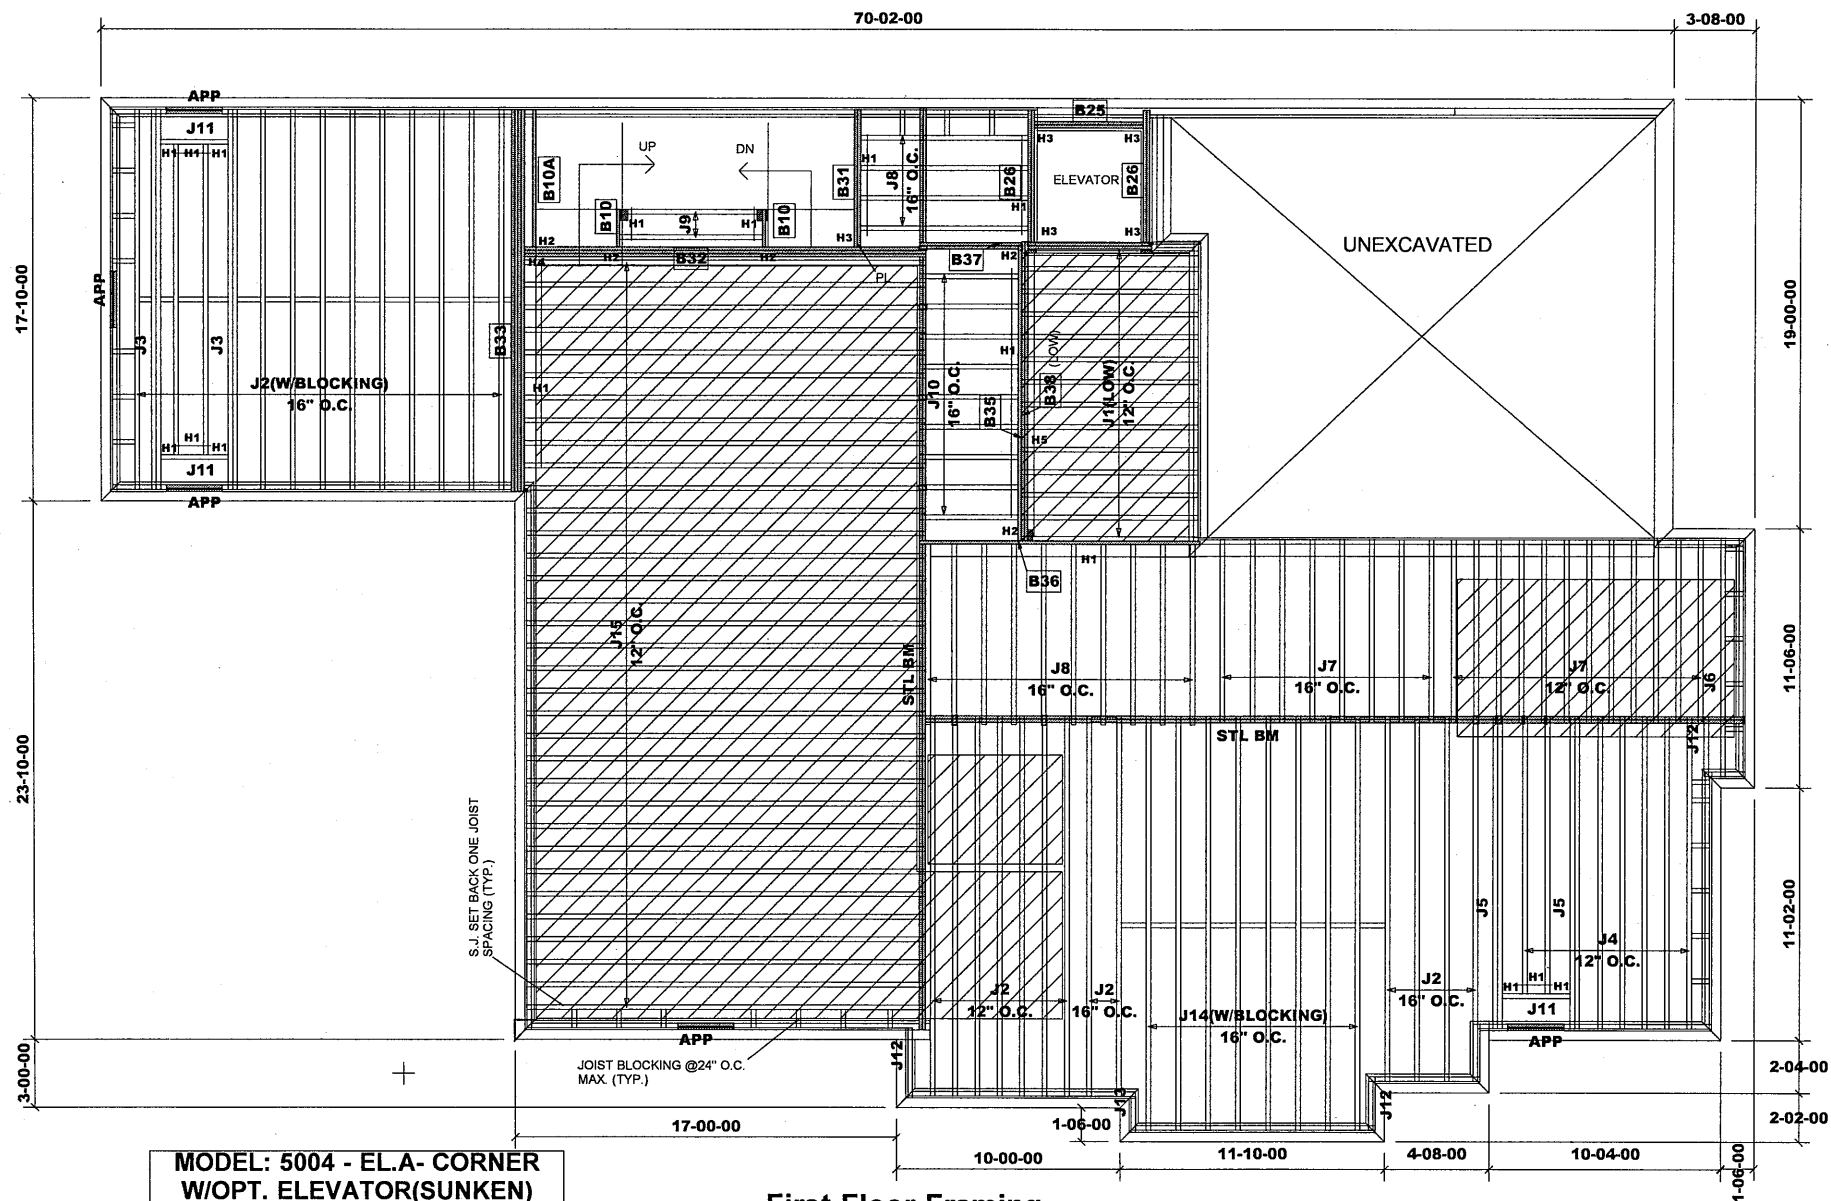 70-02-00
3-08-00
APP
J11
H1 H1 H1
B25
H3
H3
UP
DN
B10A
B31
H1
J8
16" O.C.
B26
ELEVATOR
B26
H1
B10
H1
J9
H1
B10
H2
H3
H3
H3
UNEXCAVATED
17-10-00
APP
H4
H2
B32
H2
PL
B37
H2
19-00-00
J3
J3
B33
J2(W/BLOCKING)
16" O.C.
H1
J10
16" O.C.
H1
B35
B38 (LOW)
J1(LOW)
12" O.C.
H5
H1
H1
H1
J11
APP
H2
H1
B36
J15
12" O.C.
STL BM
J8
16" O.C.
J7
16" O.C.
J7
12" O.C.
J6
11-06-00
STL BM
J12
23-10-00
S.J. SET BACK ONE JOIST
SPACING (TYP.)
J5
J5
J4
12" O.C.
11-02-00
J2
12" O.C.
J2
16" O.C.
J14(W/BLOCKING)
16" O.C.
J2
16" O.C.
H1
H1
H1
J11
APP
APP
J12
JOIST BLOCKING @24" O.C.
MAX. (TYP.)
3-00-00
J13
J12
2-04-00
2-02-00
17-00-00
1-06-00
10-00-00
11-10-00
4-08-00
10-04-00
1-06-00
MODEL: 5004 - EL.A- CORNER
W/OPT. ELEVATOR(SUNKEN)
First Floor Framing